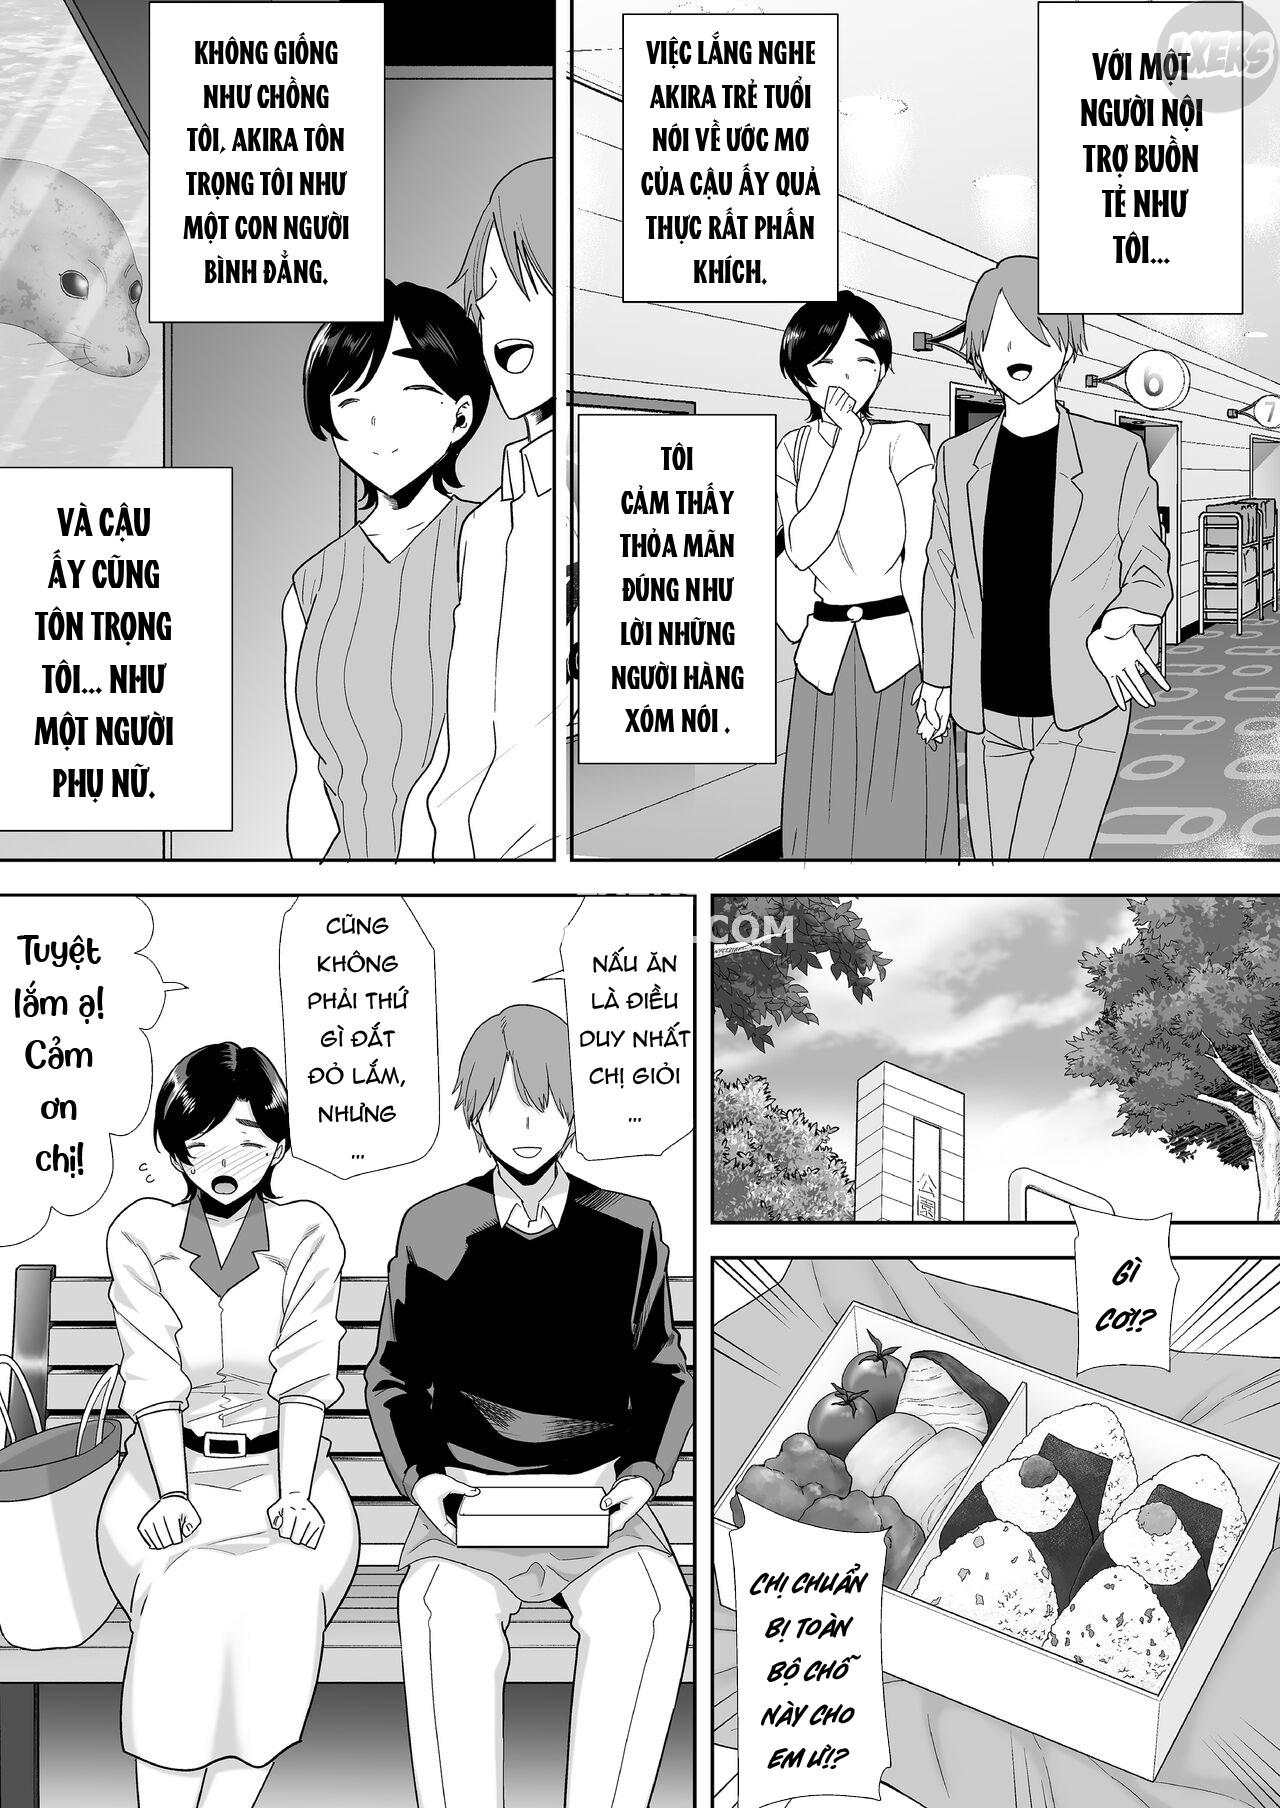 VỚI MỘT
NGƯỜI NỘI
TRỢ BUỒN
TẺ NHƯ
TÔI...
1XERS
VIỆC LẮNG NGHE
AKIRA TRẺ TUỔI
NÓI VỀ ƯỚC MƠ
CỦA CẬU ẤY QUẢ
THỰC RẤT PHẤN
KHÍCH.
6
7
TÔI
CẢM THẤY
THỎA MÃN
ĐÚNG NHƯ
LỜI NHỮNG
NGƯỜI HÀNG
XÓM NÓI .
KHÔNG GIỐNG
NHƯ CHỒNG
TÔI, AKIRA TÔN
TRỌNG TÔI NHƯ
MỘT CON NGƯỜI
BÌNH ĐẲNG.
VÀ CẬU
ẤY CŨNG
TÔN TRỌNG
TÔI... NHƯ
MỘT NGƯỜI
PHỤ NỮ.
公園
GÌ
CƠ!?
CHỊ CHUẨN
BỊ TOÀN
BỘ CHỖ
NÀY CHO
EM Ư!?
.COM
NẤU ĂN
LÀ ĐIỀU
DUY NHẤT
CHỊ GIỎI
...
CŨNG
KHÔNG
PHẢI THỨ
GÌ ĐẮT
ĐỎ LẮM,
NHƯNG
...
Tuyệt
lắm ạ!
Cảm
ơn
chị!